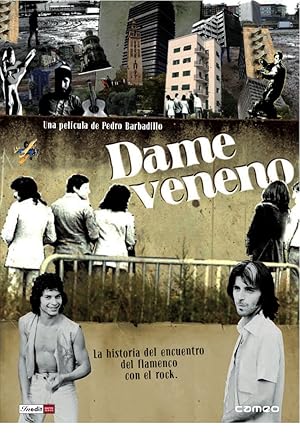 Una película de Pedro Barbadillo
Dame
veneno
La historia del encuentro
del flamenco
con el rock.
cameo